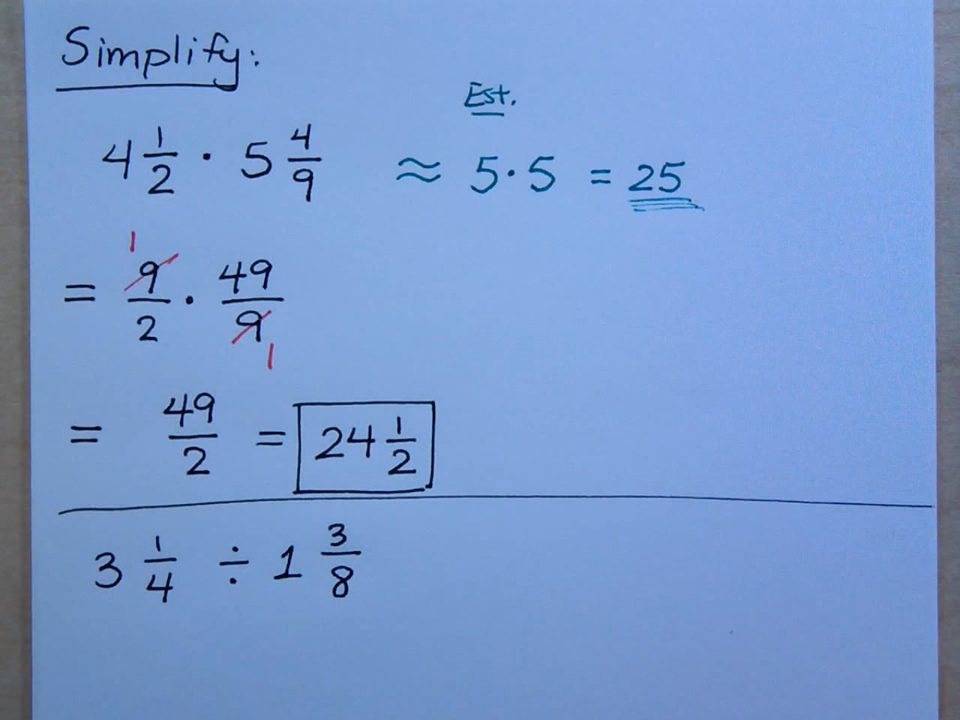 Simplify:
Est.
4 1/2 · 5 4/9 ≈ 5·5 = 25
1
= 9/2 · 49/9
1
= 49/2 = 24 1/2
3 1/4 ÷ 1 3/8